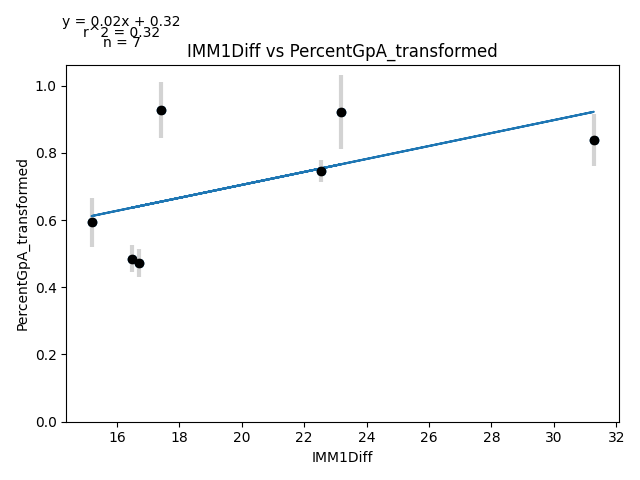 y = 0.02x + 0.32
r^2 = 0.32
n = 7
IMM1Diff vs PercentGpA_transformed
1.0
0.8
0.6
0.4
0.2
0.0
PercentGpA_transformed
16 18 20 22 24 26 28 30 32
IMM1Diff